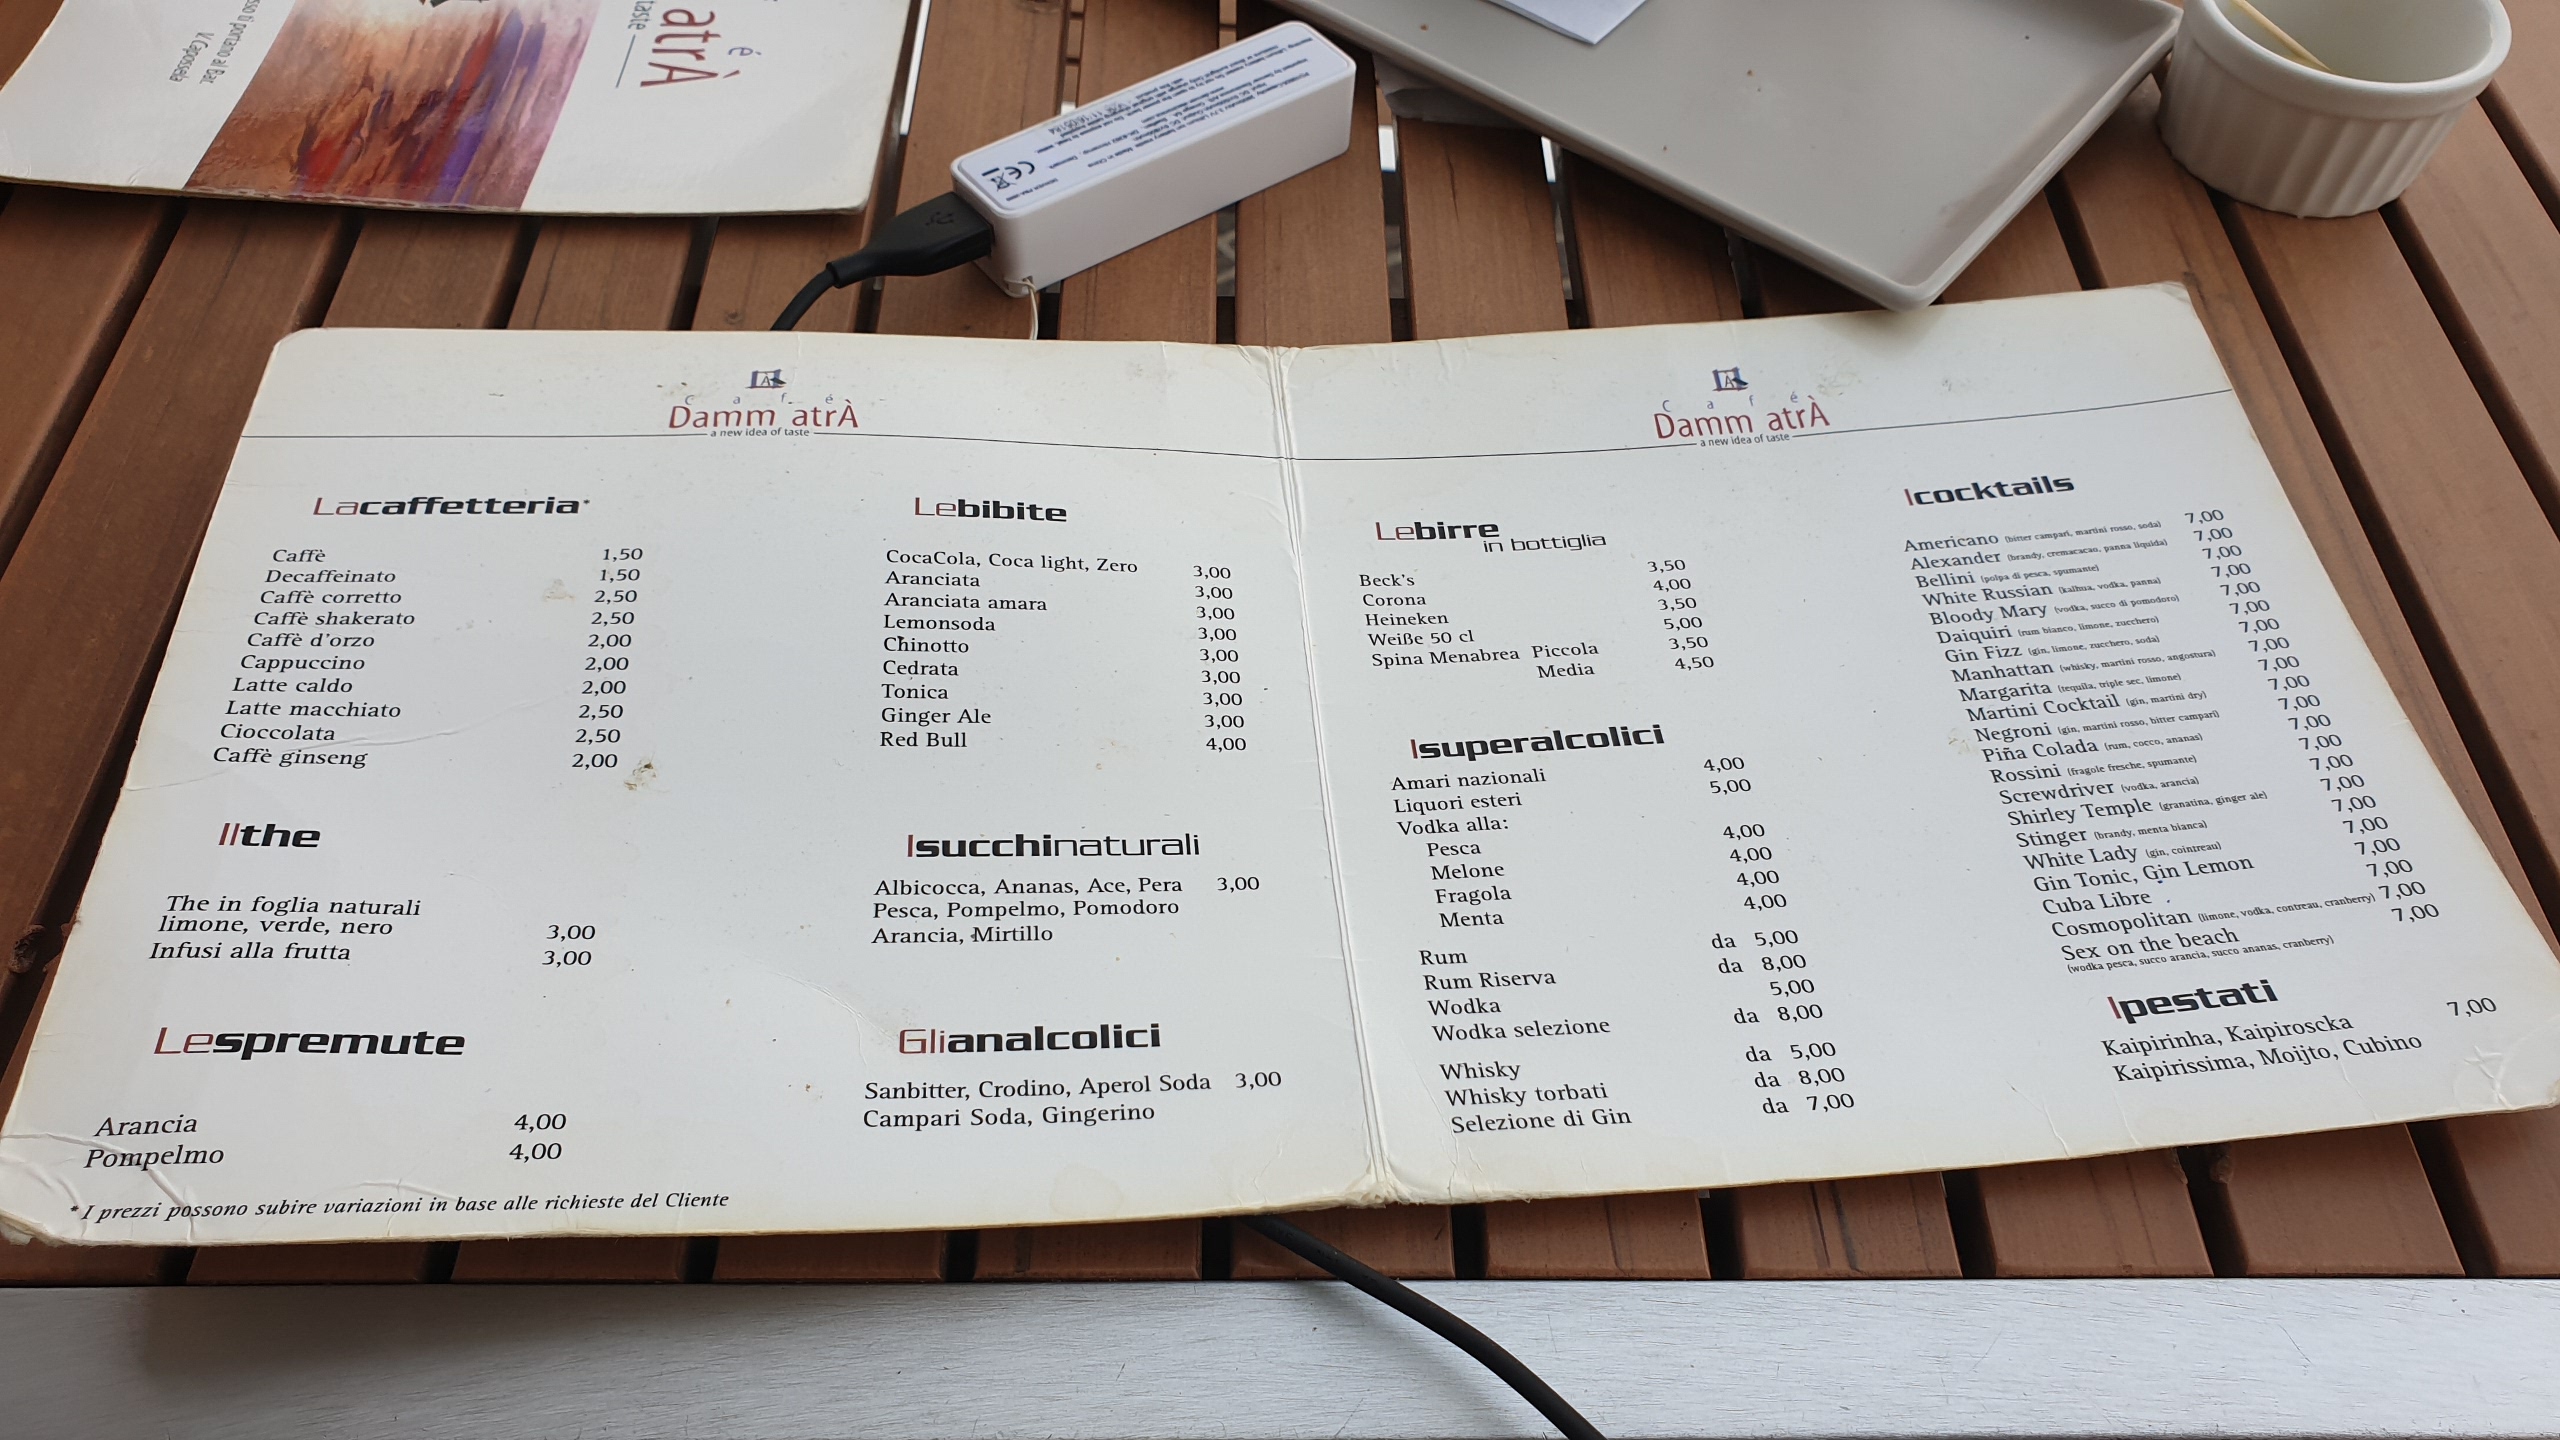 é
atrÀ
taste
sso li portano al Bar.
V. Capossela
C a f é
Damm atrÀ
a new idea of taste
Lacaffetteria*
Caffè 1,50
Decaffeinato 1,50
Caffè corretto 2,50
Caffè shakerato 2,50
Caffè d'orzo 2,00
Cappuccino 2,00
Latte caldo 2,00
Latte macchiato 2,50
Cioccolata 2,50
Caffè ginseng 2,00
Ilthe
The in foglia naturali
limone, verde, nero 3,00
Infusi alla frutta 3,00
Lespremute
Arancia 4,00
Pompelmo 4,00
*I prezzi possono subire variazioni in base alle richieste del Cliente
Lebibite
CocaCola, Coca light, Zero 3,00
Aranciata 3,00
Aranciata amara 3,00
Lemonsoda 3,00
Chinotto 3,00
Cedrata 3,00
Tonica 3,00
Ginger Ale 3,00
Red Bull 4,00
Isucchinaturali
Albicocca, Ananas, Ace, Pera 3,00
Pesca, Pompelmo, Pomodoro
Arancia, Mirtillo
Glianalcolici
Sanbitter, Crodino, Aperol Soda 3,00
Campari Soda, Gingerino
C a f é
Damm atrÀ
a new idea of taste
Lebirre
in bottiglia
Beck's 3,50
Corona 4,00
Heineken 3,50
Weiße 50 cl 5,00
Spina Menabrea Piccola 3,50
Media 4,50
Isuperalcolici
Amari nazionali 4,00
Liquori esteri 5,00
Vodka alla:
Pesca 4,00
Melone 4,00
Fragola 4,00
Menta 4,00
Rum da 5,00
Rum Riserva da 8,00
Wodka 5,00
Wodka selezione da 8,00
Whisky da 5,00
Whisky torbati da 8,00
Selezione di Gin da 7,00
Icocktails
Americano (bitter campari, martini rosso, soda) 7,00
Alexander (brandy, cremacacao, panna liquida) 7,00
Bellini (polpa di pesca, spumante) 7,00
White Russian (kalhua, vodka, panna) 7,00
Bloody Mary (vodka, succo di pomodoro) 7,00
Daiquiri (rum bianco, limone, zucchero) 7,00
Gin Fizz (gin, limone, zucchero, soda) 7,00
Manhattan (whisky, martini rosso, angostura) 7,00
Margarita (tequila, triple sec, limone) 7,00
Martini Cocktail (gin, martini dry) 7,00
Negroni (gin, martini rosso, bitter campari) 7,00
Piña Colada (rum, cocco, ananas) 7,00
Rossini (fragole fresche, spumante) 7,00
Screwdriver (vodka, arancia) 7,00
Shirley Temple (granatina, ginger ale) 7,00
Stinger (brandy, menta bianca) 7,00
White Lady (gin, cointreau) 7,00
Gin Tonic, Gin Lemon 7,00
Cuba Libre 7,00
Cosmopolitan (limone, vodka, contreau, cranberry) 7,00
Sex on the beach 7,00
(wodka pesca, succo arancia, succo ananas, cranberry)
Ipestati
Kaipirinha, Kaipiroscka 7,00
Kaipirissima, Moijto, Cubino